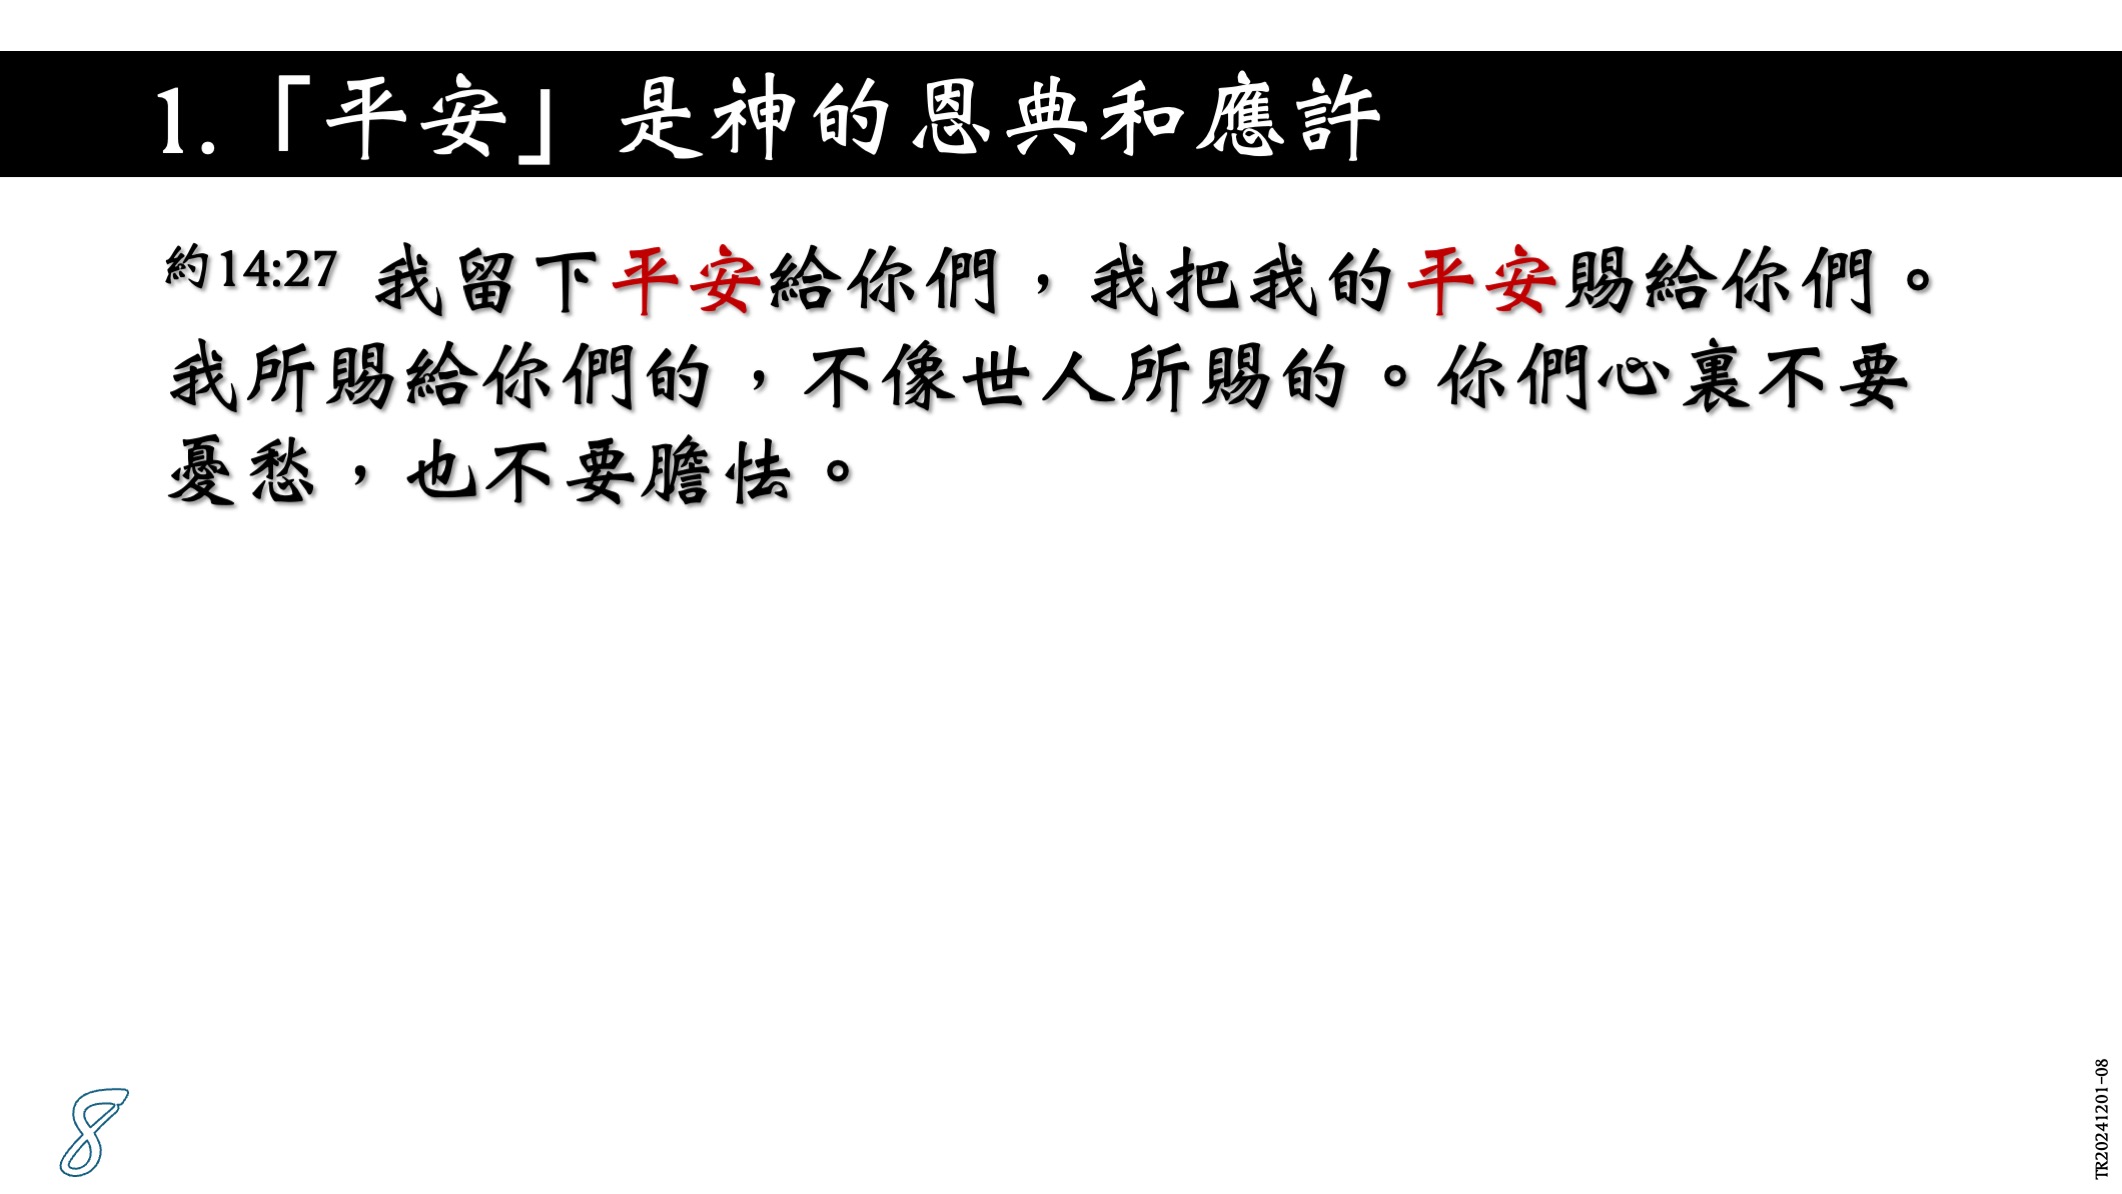 1.「平安」是神的恩典和應許
約14:27 我留下平安給你們，我把我的平安賜給你們。
我所賜給你們的，不像世人所賜的。你們心裏不要
憂愁，也不要膽怯。
8
TR20241201-08